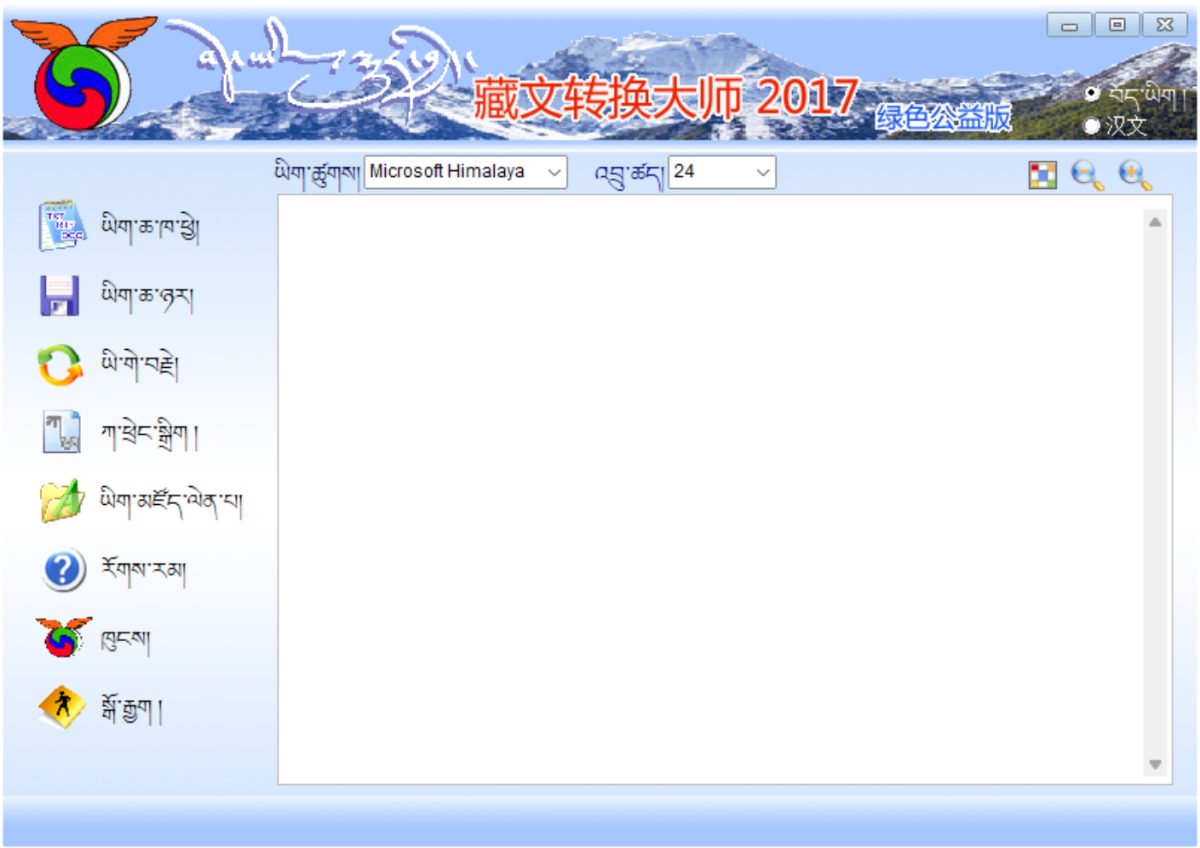 藏文转换大师 2017
绿色公益版
བོད་ཡིག།
汉文
ཡིག་ཚུགས། Microsoft Himalaya འབྲུ་ཚད། 24
ཡིག་ཆ་ཁ་ཕྱེ།
ཡིག་ཆ་ཉར།
ཡི་གེ་བརྗེ།
ཀ་ཕྲེང་སྒྲིག །
ཡིག་མཛོད་ལེན་པ།
རོགས་རམ།
ཁུངས།
སྒོ་རྒྱག །